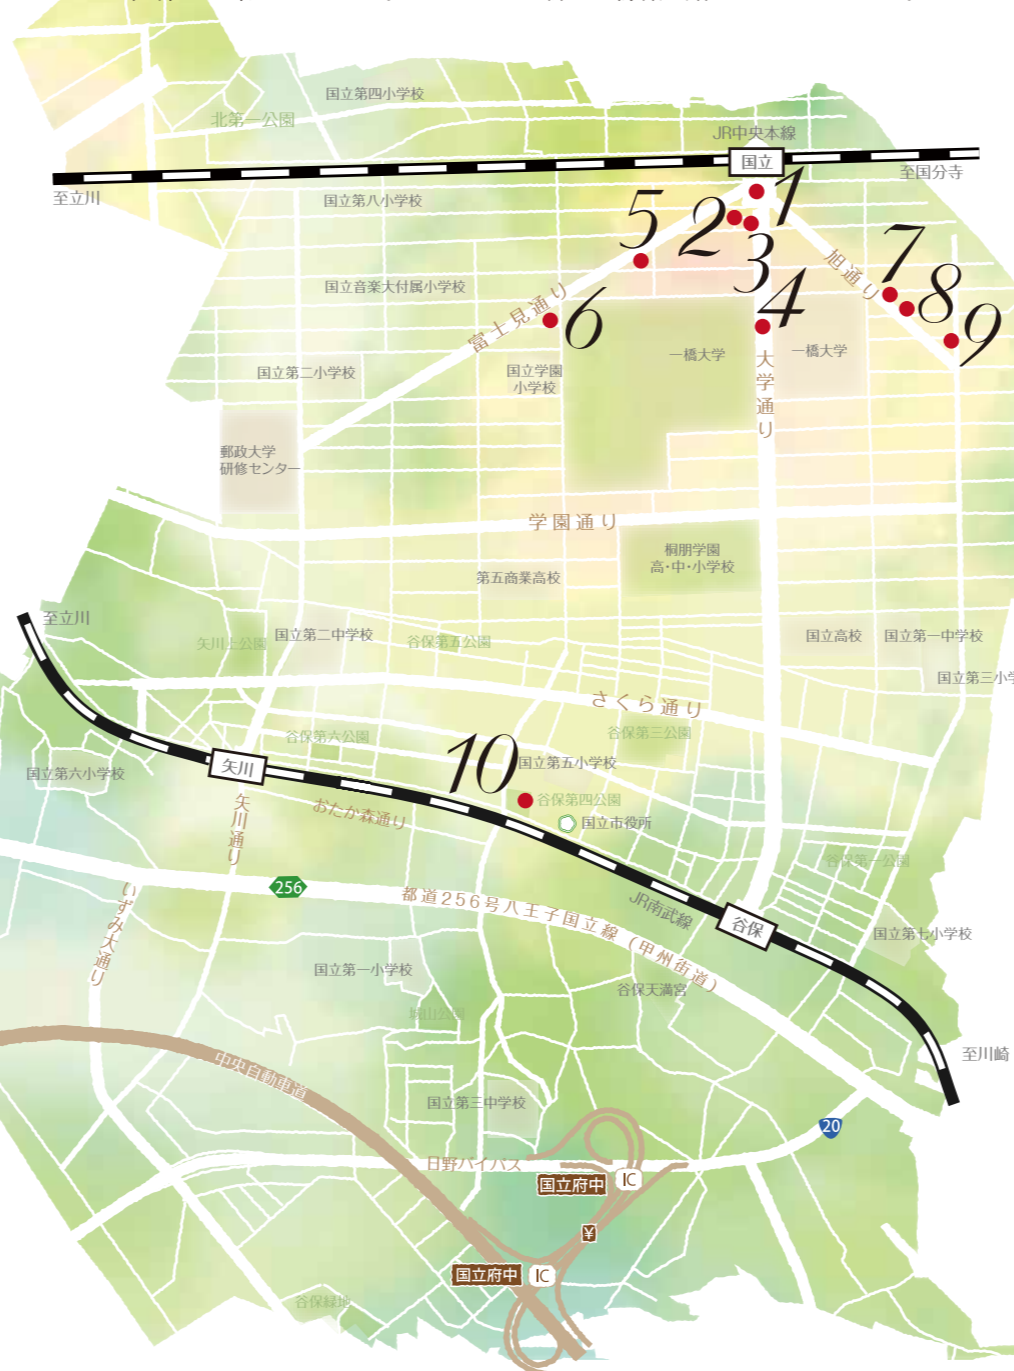 国立第四小学校
北第一公園
JR中央本線
国立
至国分寺
至立川
国立第八小学校
1
2
3
5
旭通り
7
8
国立音楽大付属小学校
富士見通り
6
4
9
一橋大学
一橋大学
大学通り
国立第二小学校
国立学園
小学校
郵政大学
研修センター
学園通り
桐朋学園
高・中・小学校
第五商業高校
至立川
矢川上公園
国立第二中学校
谷保第五公園
国立高校
国立第一中学校
国立第三小学
さくら通り
谷保第六公園
谷保第三公園
10
国立第五小学校
矢川
国立第六小学校
谷保第四公園
おたか森通り
矢川通り
国立市役所
谷保第一公園
256
都道256号八王子国立線（甲州街道）
JR南武線
谷保
いずみ大通り
国立第七小学校
国立第一小学校
谷保天満宮
城山公園
至川崎
中央自動車道
国立第三中学校
20
日野バイパス
国立府中
IC
¥
国立府中
IC
谷保緑地